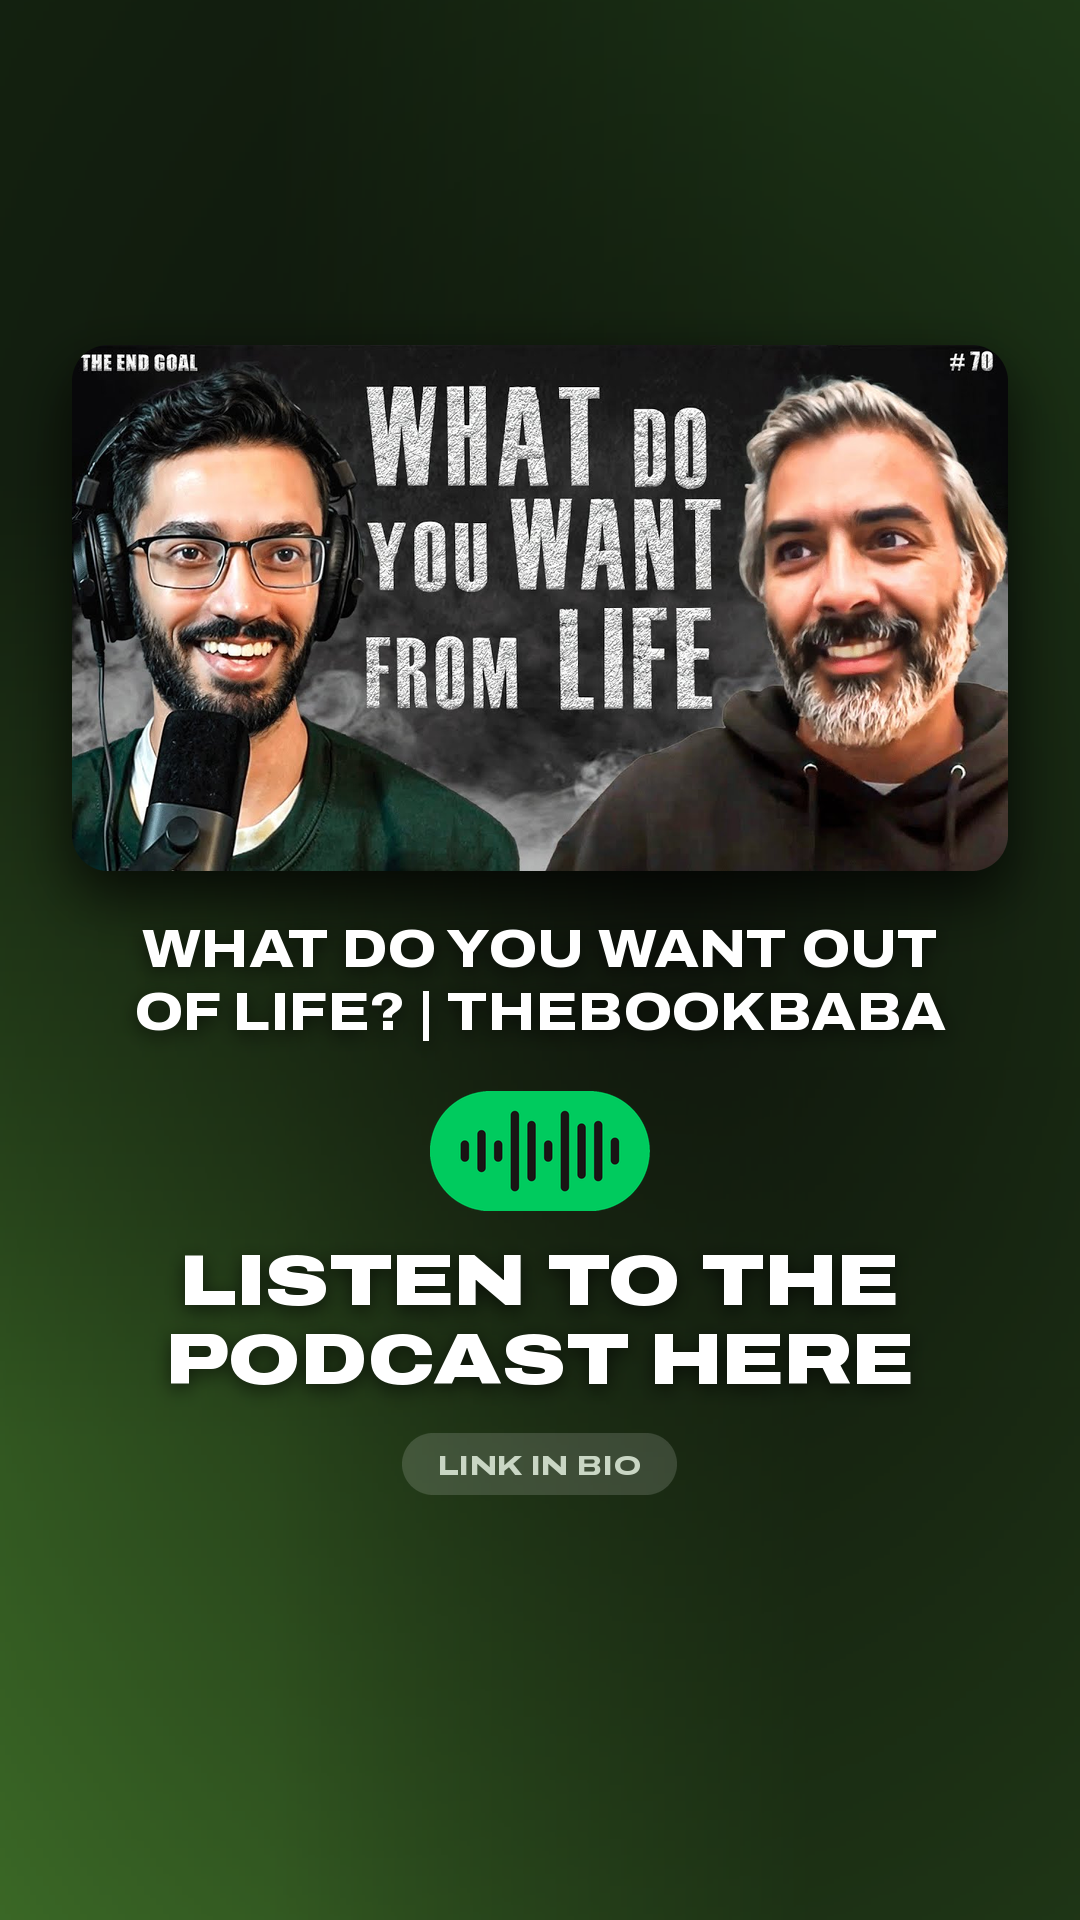 THE END GOAL
# 70
WHAT DO
YOU WANT
FROM LIFE
WHAT DO YOU WANT OUT
OF LIFE? | THEBOOKBABA
LISTEN TO THE
PODCAST HERE
LINK IN BIO